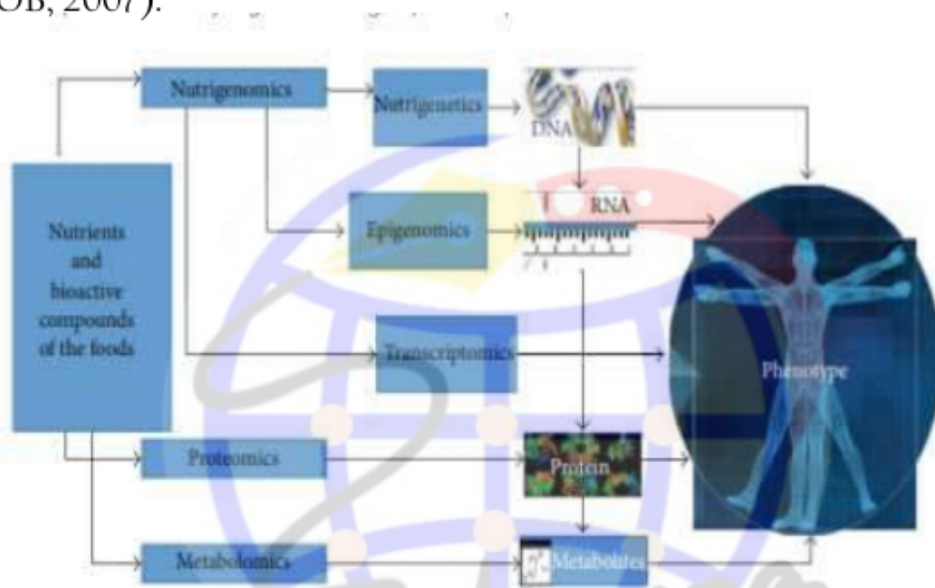 OB, 2007).
Nutrigenomics
Nutrigenetics
DNA
Nutrients
and
bioactive
compounds
of the foods
Epigenomics
RNA
Transcriptomics
Phenotype
Proteomics
Protein
Metabolomics
Metabolites